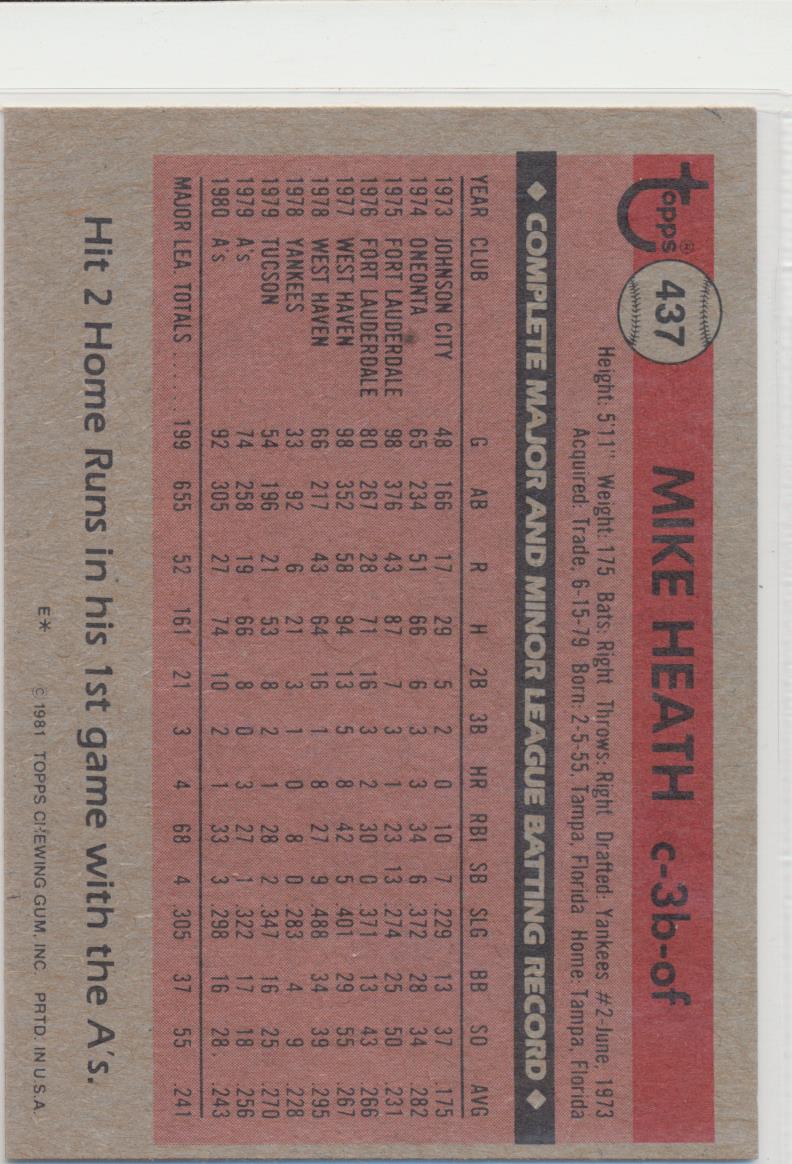 topps® 437 MIKE HEATH c-3b-of
Height: 5'11" Weight: 175 Bats: Right Throws: Right Drafted: Yankees #2-June, 1973
Acquired: Trade, 6-15-79 Born: 2-5-55, Tampa, Florida Home: Tampa, Florida
◆ COMPLETE MAJOR AND MINOR LEAGUE BATTING RECORD ◆
YEAR CLUB G AB R H 2B 3B HR RBI SB SLG BB SO AVG
1973 JOHNSON CITY 48 166 17 29 5 2 0 10 7 .229 13 37 .175
1974 ONEONTA 65 234 51 66 6 3 3 34 6 .372 28 34 .282
1975 FORT LAUDERDALE 98 376 43 87 7 3 1 23 13 .274 25 50 .231
1976 FORT LAUDERDALE 80 267 28 71 16 3 2 30 0 .371 13 43 .266
1977 WEST HAVEN 98 352 58 94 13 5 8 42 5 .401 29 55 .267
1978 WEST HAVEN 66 217 43 64 16 1 8 27 9 .488 34 39 .295
1978 YANKEES 33 92 6 21 3 1 0 8 0 .283 4 9 .228
1979 TUCSON 54 196 21 53 8 2 1 28 2 .347 16 25 .270
1979 A's 74 258 19 66 8 0 3 27 1 .322 17 18 .256
1980 A's 92 305 27 74 10 2 1 33 3 .298 16 28 .243
MAJOR LEA. TOTALS ...... 199 655 52 161 21 3 4 68 4 .305 37 55 .241
Hit 2 Home Runs in his 1st game with the A's.
E* © 1981 TOPPS CHEWING GUM, INC. PRTD. IN U.S.A.